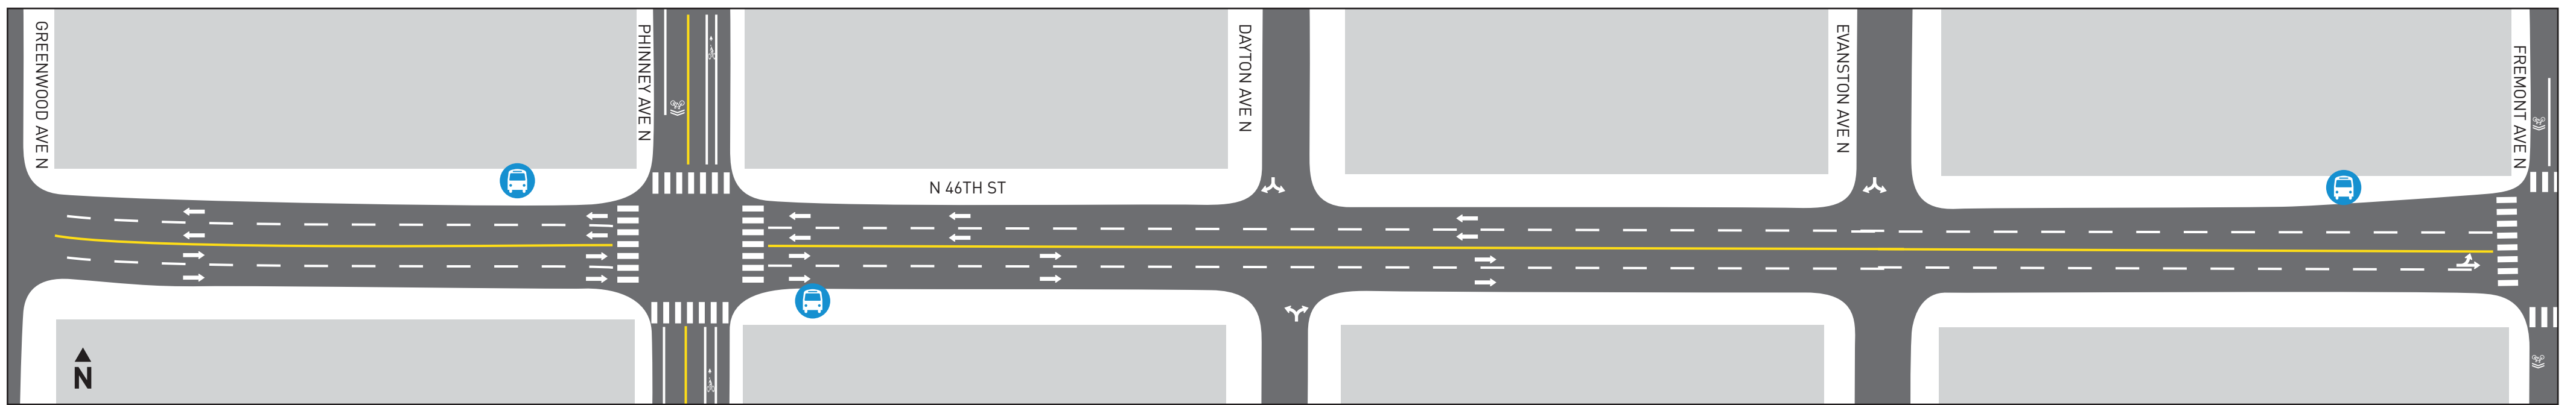 GREENWOOD AVE N
PHINNEY AVE N
DAYTON AVE N
EVANSTON AVE N
FREMONT AVE N
N 46TH ST
N